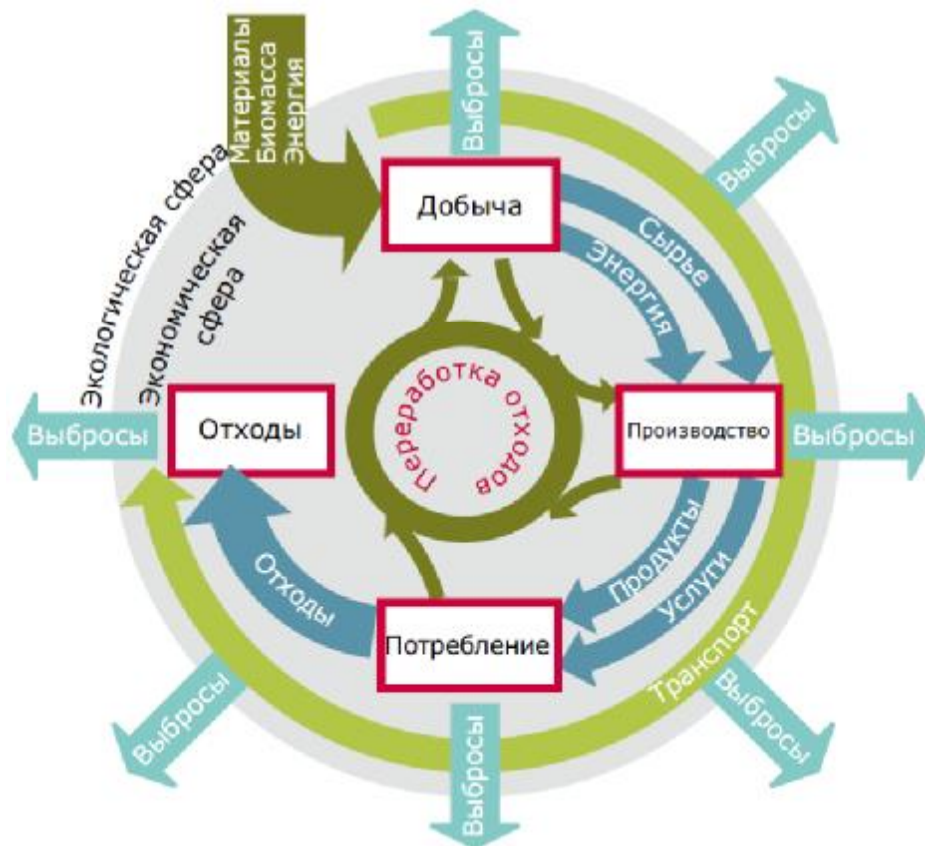 Материалы
Биомасса
Энергия
Выбросы
Выбросы
Экологическая сфера
Экономическая
сфера
Добыча
Сырье
Энергия
Переработка отходов
Выбросы
Отходы
Производство
Выбросы
Отходы
Продукты
Услуги
Потребление
Транспорт
Выбросы
Выбросы
Выбросы